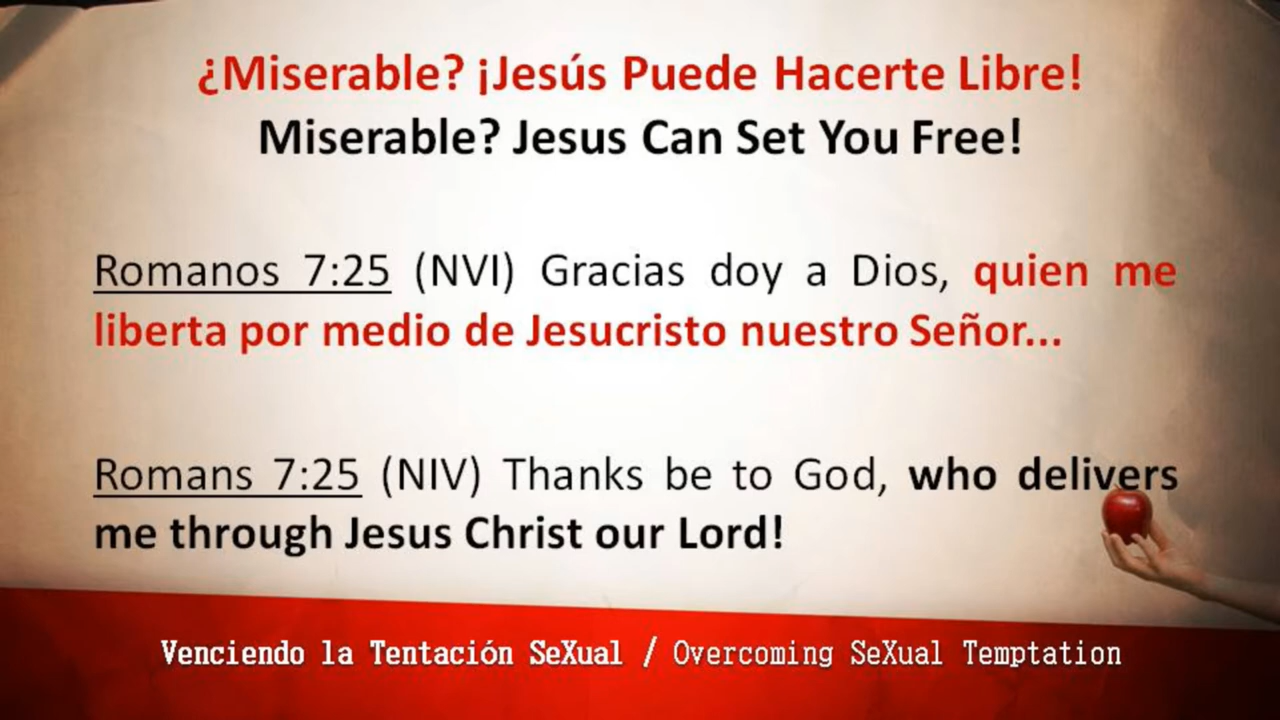 ¿Miserable? ¡Jesús Puede Hacerte Libre!
Miserable? Jesus Can Set You Free!
Romanos 7:25 (NVI) Gracias doy a Dios, quien me
liberta por medio de Jesucristo nuestro Señor...
Romans 7:25 (NIV) Thanks be to God, who delivers
me through Jesus Christ our Lord!
Venciendo la Tentación SeXual / Overcoming SeXual Temptation